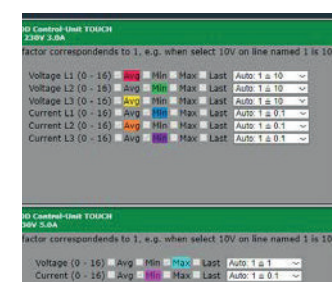 IO Control-Unit TOUCH
230V 3.0A
factor correspondends to 1, e.g. when select 10V on line named 1 is 10
Voltage L1 (0 - 16) Avg Min Max Last Auto: 1 ≙ 10
Voltage L2 (0 - 16) Avg Min Max Last Auto: 1 ≙ 10
Voltage L3 (0 - 16) Avg Min Max Last Auto: 1 ≙ 10
Current L1 (0 - 16) Avg Min Max Last Auto: 1 ≙ 0.1
Current L2 (0 - 16) Avg Min Max Last Auto: 1 ≙ 0.1
Current L3 (0 - 16) Avg Min Max Last Auto: 1 ≙ 0.1
IO Control-Unit TOUCH
30V 5.0A
factor correspondends to 1, e.g. when select 10V on line named 1 is 10
Voltage (0 - 16) Avg Min Max Last Auto: 1 ≙ 1
Current (0 - 16) Avg Min Max Last Auto: 1 ≙ 0.1